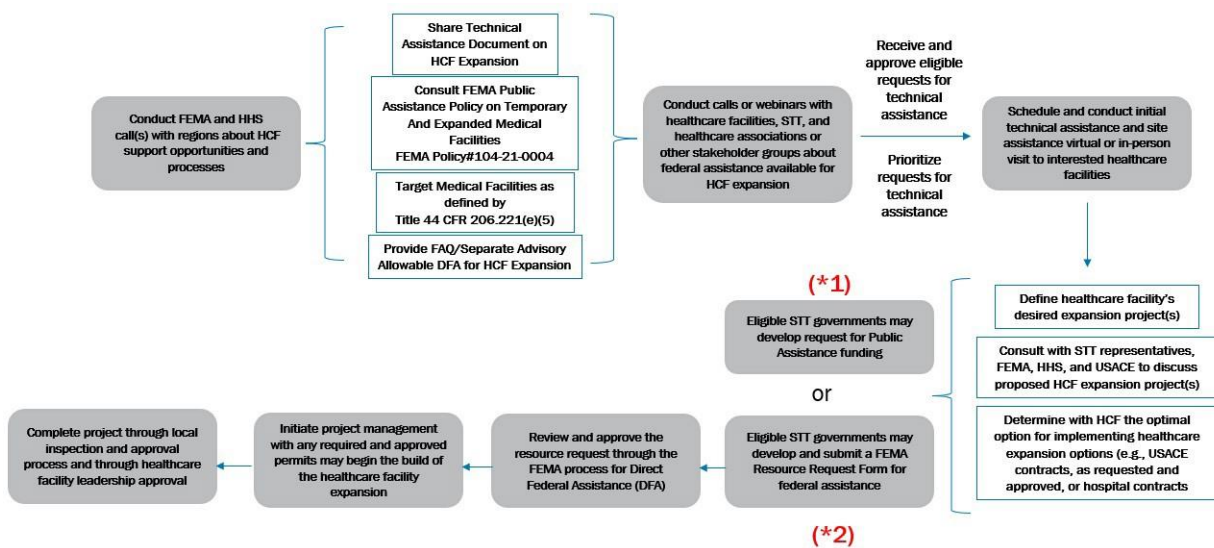 Conduct FEMA and HHS
call(s) with regions about HCF
support opportunities and
processes
Share Technical
Assistance Document on
HCF Expansion
Consult FEMA Public
Assistance Policy on Temporary
And Expanded Medical
Facilities
FEMA Policy#104-21-0004
Target Medical Facilities as
defined by
Title 44 CFR 206.221(e)(5)
Provide FAQ/Separate Advisory
Allowable DFA for HCF Expansion
Conduct calls or webinars with
healthcare facilities, STT, and
healthcare associations or
other stakeholder groups about
federal assistance available for
HCF expansion
Receive and
approve eligible
requests for
technical
assistance
Prioritize
requests for
technical
assistance
Schedule and conduct initial
technical assistance and site
assistance virtual or in-person
visit to interested healthcare
facilities
Define healthcare facility's
desired expansion project(s)
Consult with STT representatives,
FEMA, HHS, and USACE to discuss
proposed HCF expansion project(s)
Determine with HCF the optimal
option for implementing healthcare
expansion options (e.g., USACE
contracts, as requested and
approved, or hospital contracts
(*1)
Eligible STT governments may
develop request for Public
Assistance funding
or
Eligible STT governments may
develop and submit a FEMA
Resource Request Form for
federal assistance
(*2)
Review and approve the
resource request through the
FEMA process for Direct
Federal Assistance (DFA)
Initiate project management
with any required and approved
permits may begin the build of
the healthcare facility
expansion
Complete project through local
inspection and approval
process and through healthcare
facility leadership approval